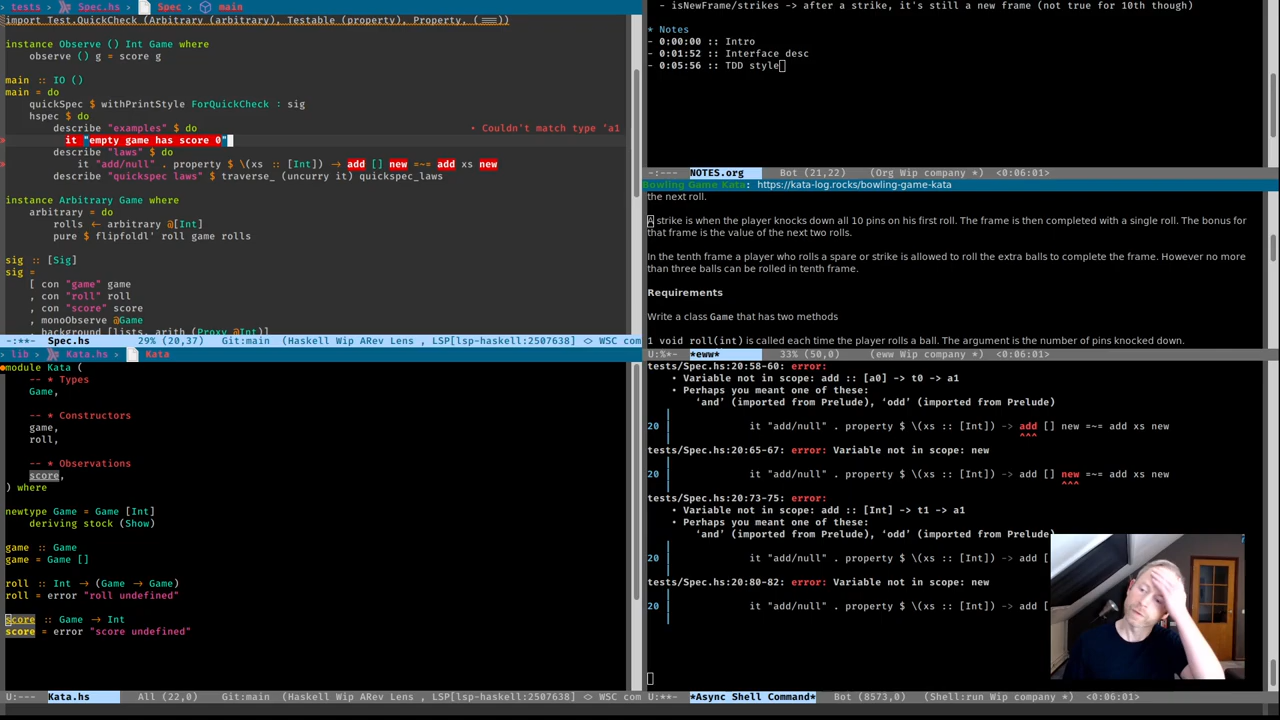 tests Spec.hs Spec main
import Test.QuickCheck (Arbitrary (arbitrary), Testable (property), Property, (===))
instance Observe () Int Game where
observe () g = score g
main :: IO ()
main = do
quickSpec $ withPrintStyle ForQuickCheck : sig
hspec $ do
describe "examples" $ do
‣ Couldn't match type 'a1
it "empty game has score 0"
describe "laws" $ do
it "add/null" . property $ \(xs :: [Int]) → add [] new =~= add xs new
describe "quickspec laws" $ traverse_ (uncurry it) quickspec_laws
instance Arbitrary Game where
arbitrary = do
rolls ← arbitrary @[Int]
pure $ flipfoldl' roll game rolls
sig :: [Sig]
sig =
[ con "game" game
, con "roll" roll
, con "score" score
, monoObserve @Game
, background [lists, arith (Proxy @Int)]
-:**- Spec.hs 29% (20,37) (Haskell Wip ARev Lens , LSP[lsp-haskell:2507638] <> WSC com
lib Kata.hs Kata
module Kata (
-- * Types
Game,
-- * Constructors
game,
roll,
-- * Observations
score,
) where
newtype Game = Game [Int]
deriving stock (Show)
game :: Game
game = Game []
roll :: Int → (Game → Game)
roll = error "roll undefined"
score :: Game → Int
score = error "score undefined"
U:--- Kata.hs All (22,0) Git:main (Haskell Wip ARev Lens , LSP[lsp-haskell:2507638] <> WSC com
- isNewFrame/strikes -> after a strike, it's still a new frame (not true for 10th though)
* Notes
- 0:00:00 :: Intro
- 0:01:52 :: Interface desc
- 0:05:56 :: TDD style
-:--- NOTES.org Bot (21,22) (Org Wip company *) <0:06:01>
Bowling Game Kata: https://kata-log.rocks/bowling-game-kata
the next roll.
A strike is when the player knocks down all 10 pins on his first roll. The frame is then completed with a single roll. The bonus for
that frame is the value of the next two rolls.
In the tenth frame a player who rolls a spare or strike is allowed to roll the extra balls to complete the frame. However no more
than three balls can be rolled in tenth frame.
Requirements
Write a class Game that has two methods
1 void roll(int) is called each time the player rolls a ball. The argument is the number of pins knocked down.
U:%*- *eww* 33% (50,0) (eww Wip company *) <0:06:01>
tests/Spec.hs:20:58-60: error:
• Variable not in scope: add :: [a0] -> t0 -> a1
• Perhaps you meant one of these:
‘and’ (imported from Prelude), ‘odd’ (imported from Prelude)
|
20 | it "add/null" . property $ \(xs :: [Int]) -> add [] new =~= add xs new
| ^^^
tests/Spec.hs:20:65-67: error: Variable not in scope: new
|
20 | it "add/null" . property $ \(xs :: [Int]) -> add [] new =~= add xs new
| ^^^
tests/Spec.hs:20:73-75: error:
• Variable not in scope: add :: [Int] -> t1 -> a1
• Perhaps you meant one of these:
‘and’ (imported from Prelude), ‘odd’ (imported from Prelude)
|
20 | it "add/null" . property $ \(xs :: [Int]) -> add [
|
tests/Spec.hs:20:80-82: error: Variable not in scope: new
|
20 | it "add/null" . property $ \(xs :: [Int]) -> add [
|
U:**- *Async Shell Command* Bot (8573,0) (Shell:run Wip company *) <0:06:01>